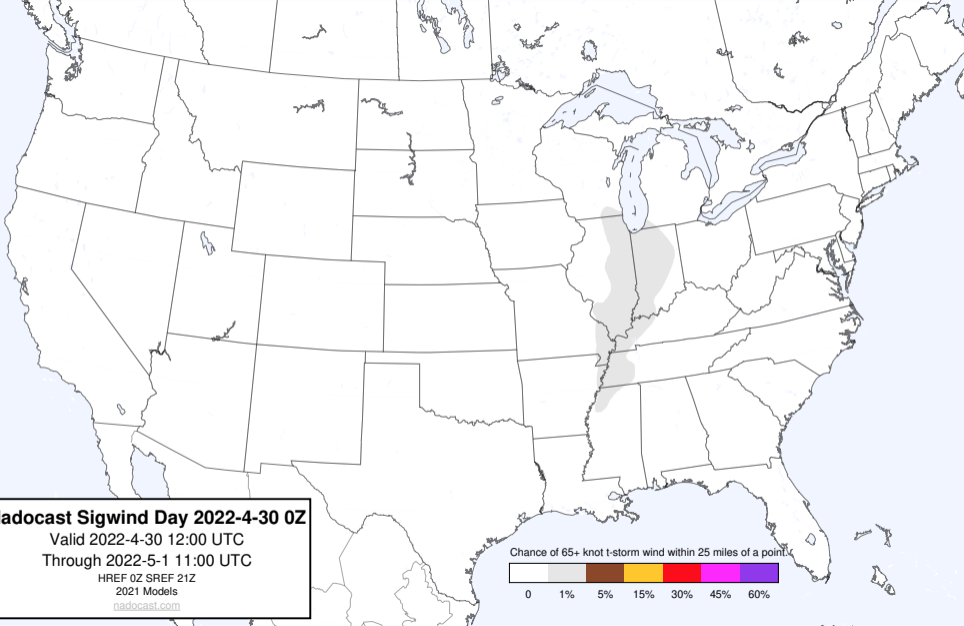 adocast Sigwind Day 2022-4-30 0Z
Valid 2022-4-30 12:00 UTC
Through 2022-5-1 11:00 UTC
HREF 0Z SREF 21Z
2021 Models
nadocast.com
Chance of 65+ knot t-storm wind within 25 miles of a point.
0 1% 5% 15% 30% 45% 60%